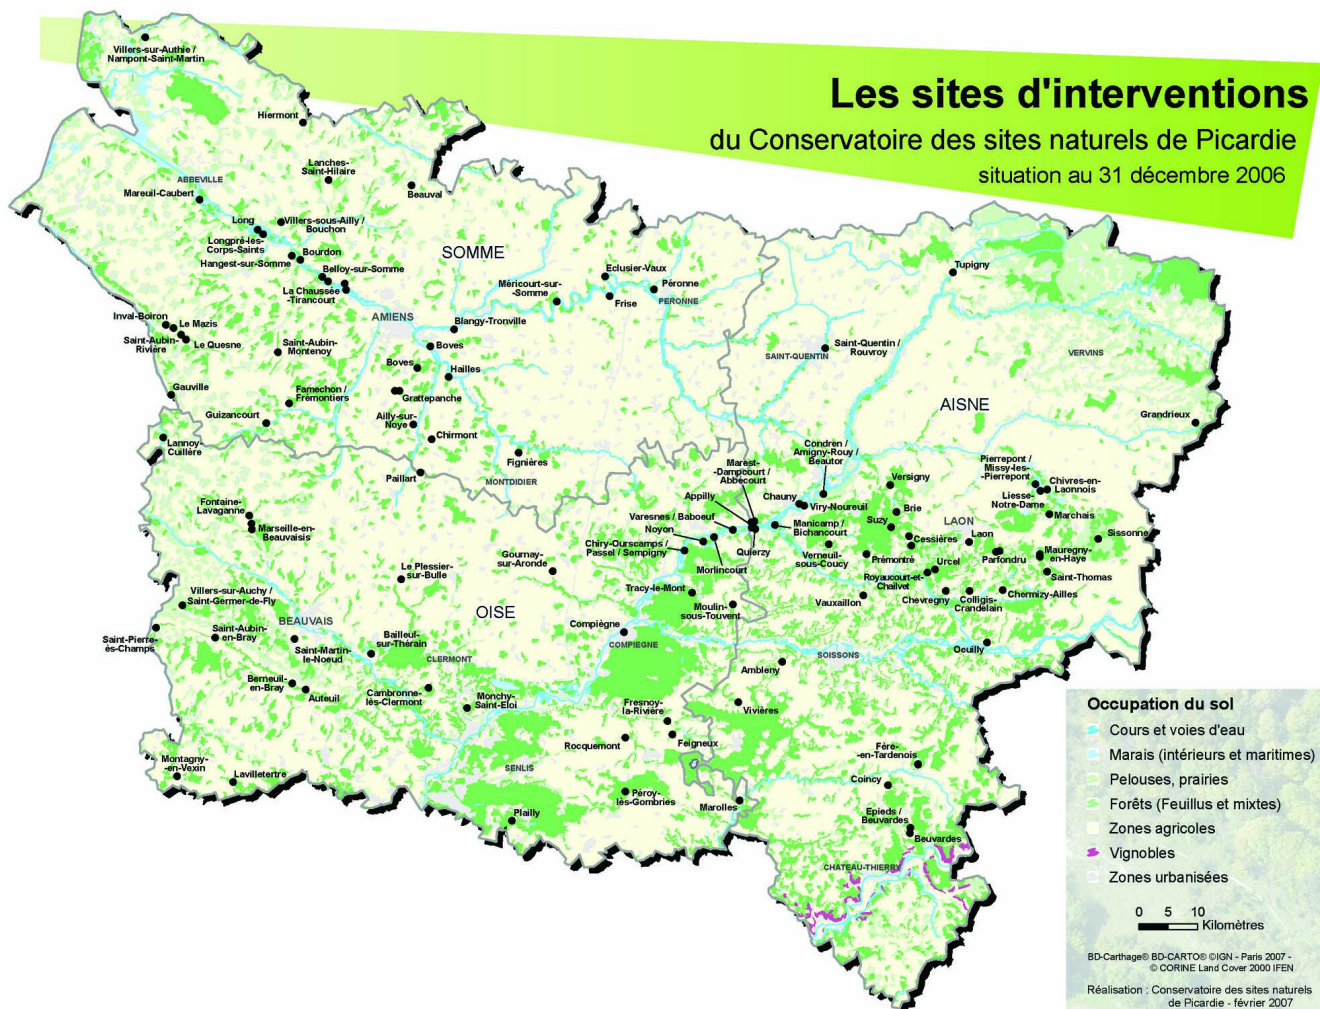 Les sites d'interventions
du Conservatoire des sites naturels de Picardie
situation au 31 décembre 2006
Villers-sur-Authie /
Nampont-Saint-Martin
Hiermont
Lanches-
Saint-Hilaire
Beauval
ABBEVILLE
Mareuil-Caubert
Long
Villers-sous-Ailly /
Bouchon
Longpré-les-
Corps-Saints
Bourdon
Hangest-sur-Somme
Belloy-sur-Somme
La Chaussée
-Tirancourt
SOMME
Méricourt-sur-
-Somme
Eclusier-Vaux
Frise
Péronne
PERONNE
AMIENS
Blangy-Tronville
Inval-Boiron
Le Mazis
Saint-Aubin-
Rivière
Le Quesne
Saint-Aubin-
Montenoy
Boves
Boves
Hailles
Gauville
Famechon /
Frémontiers
Grattepanche
Guizancourt
Ailly-sur-
Noye
Chirmont
Fignières
MONTDIDIER
Paillart
Tupigny
SAINT-QUENTIN
Saint-Quentin /
Rouvroy
VERVINS
AISNE
Grandrieux
Lannoy-
Cuillère
Fontaine-
Lavaganne
Marseille-en-
Beauvaisis
Marest-
-Dampcourt /
Abbécourt
Condren /
Amigny-Rouy /
Beautor
Appilly
Chauny
Viry-Noureuil
Varesnes / Baboeuf
Noyon
Manicamp /
Bichancourt
Chiry-Ourscamps /
Passel / Sempigny
Quierzy
Morlincourt
Verneuil-
sous-Coucy
Versigny
Brie
Suzy
Cessières
Prémontré
LAON
Laon
Pierrepont /
Missy-les-
-Pierrepont
Chivres-en-
Laonnois
Liesse-
Notre-Dame
Marchais
Sissonne
Parfondru
Mauregny-
en-Haye
Saint-Thomas
Urcel
Royaucourt-et-
Chailvet
Vauxaillon
Chevregny
Colligis-
Crandelain
Chermizy-Ailles
Oeuilly
Gournay-
sur-Aronde
Le Plessier-
sur-Bulle
OISE
Tracy-le-Mont
Moulin-
sous-Touvent
Villers-sur-Auchy /
Saint-Germer-de-Fly
Saint-Pierre-
ès-Champs
Saint-Aubin-
en-Bray
BEAUVAIS
Saint-Martin-
le-Noeud
Bailleul-
sur-Thérain
CLERMONT
Compiègne
COMPIEGNE
SOISSONS
Ambleny
Berneuil-
en-Bray
Auteuil
Cambronne-
lès-Clermont
Monchy-
Saint-Eloi
Vivières
Fresnoy-
la-Rivière
Rocquemont
Feigneux
Montagny-
-en-Vexin
Lavilletertre
SENLIS
Plailly
Péroy-
lès-Gombries
Marolles
Fère-
-en-Tardenois
Coincy
Epieds /
Beuvardes
Beuvardes
CHATEAU-THIERRY
Occupation du sol
Cours et voies d'eau
Marais (intérieurs et maritimes)
Pelouses, prairies
Forêts (Feuillus et mixtes)
Zones agricoles
Vignobles
Zones urbanisées
0 5 10
Kilomètres
BD-Carthage® BD-CARTO® ©IGN - Paris 2007 -
© CORINE Land Cover 2000 IFEN
Réalisation : Conservatoire des sites naturels
de Picardie - février 2007